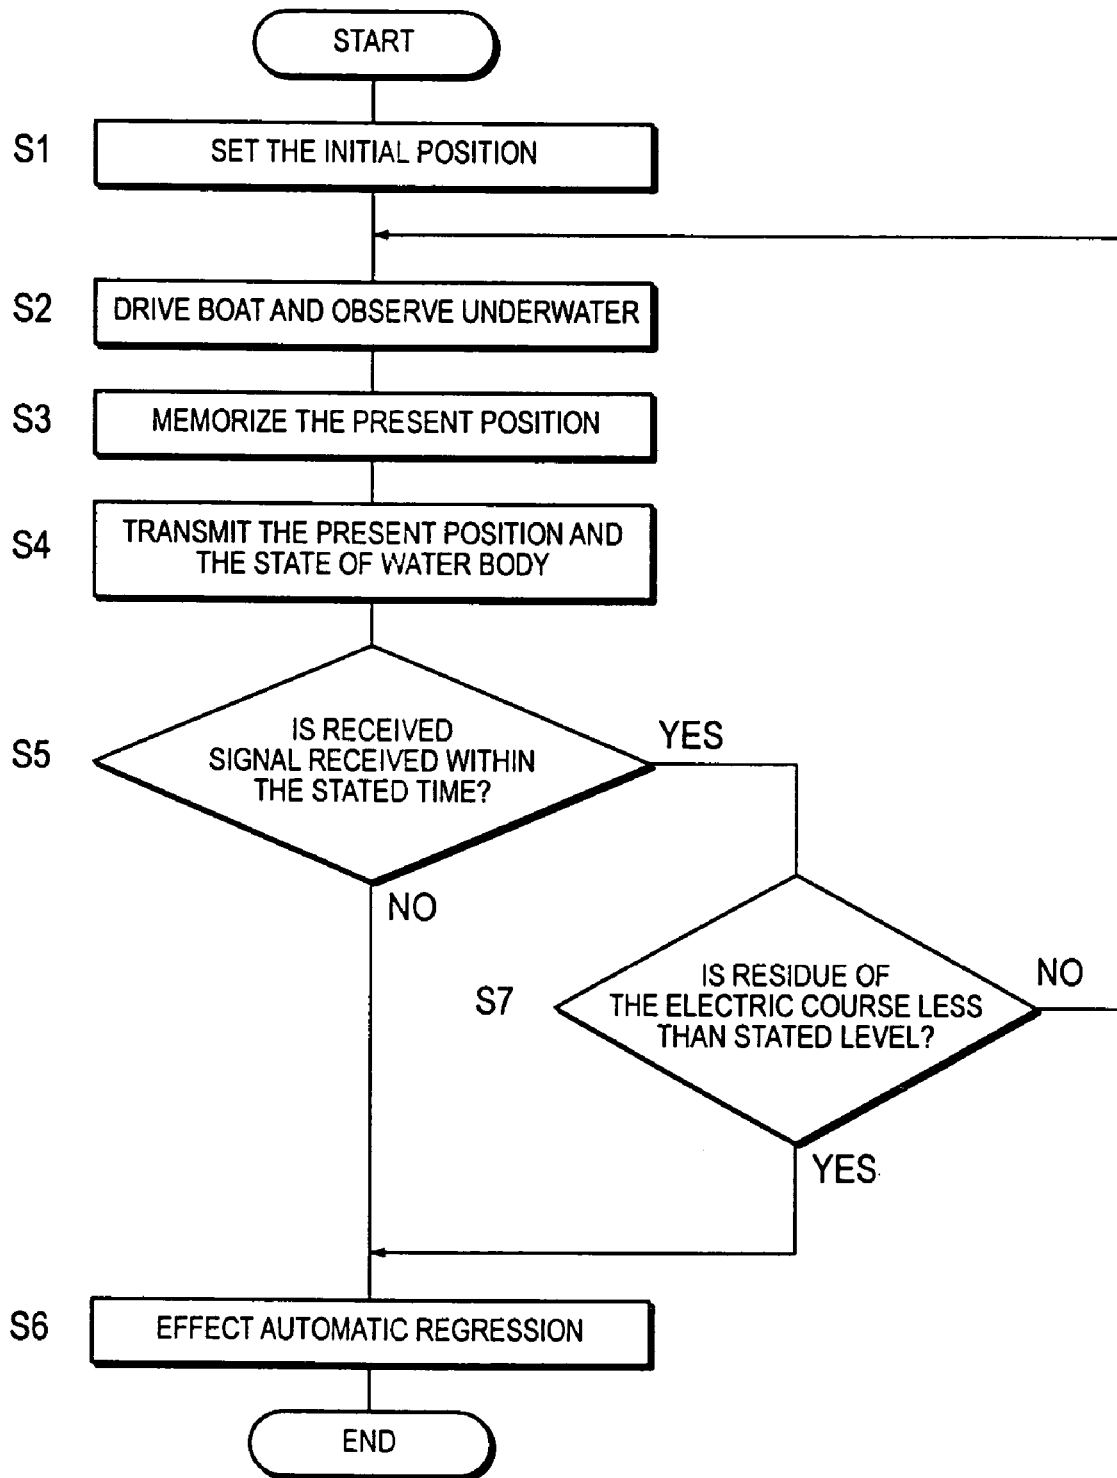 START
S1
SET THE INITIAL POSITION
S2
DRIVE BOAT AND OBSERVE UNDERWATER
S3
MEMORIZE THE PRESENT POSITION
S4
TRANSMIT THE PRESENT POSITION AND
THE STATE OF WATER BODY
S5
IS RECEIVED
SIGNAL RECEIVED WITHIN
THE STATED TIME?
YES
NO
S7
IS RESIDUE OF
THE ELECTRIC COURSE LESS
THAN STATED LEVEL?
NO
YES
S6
EFFECT AUTOMATIC REGRESSION
END